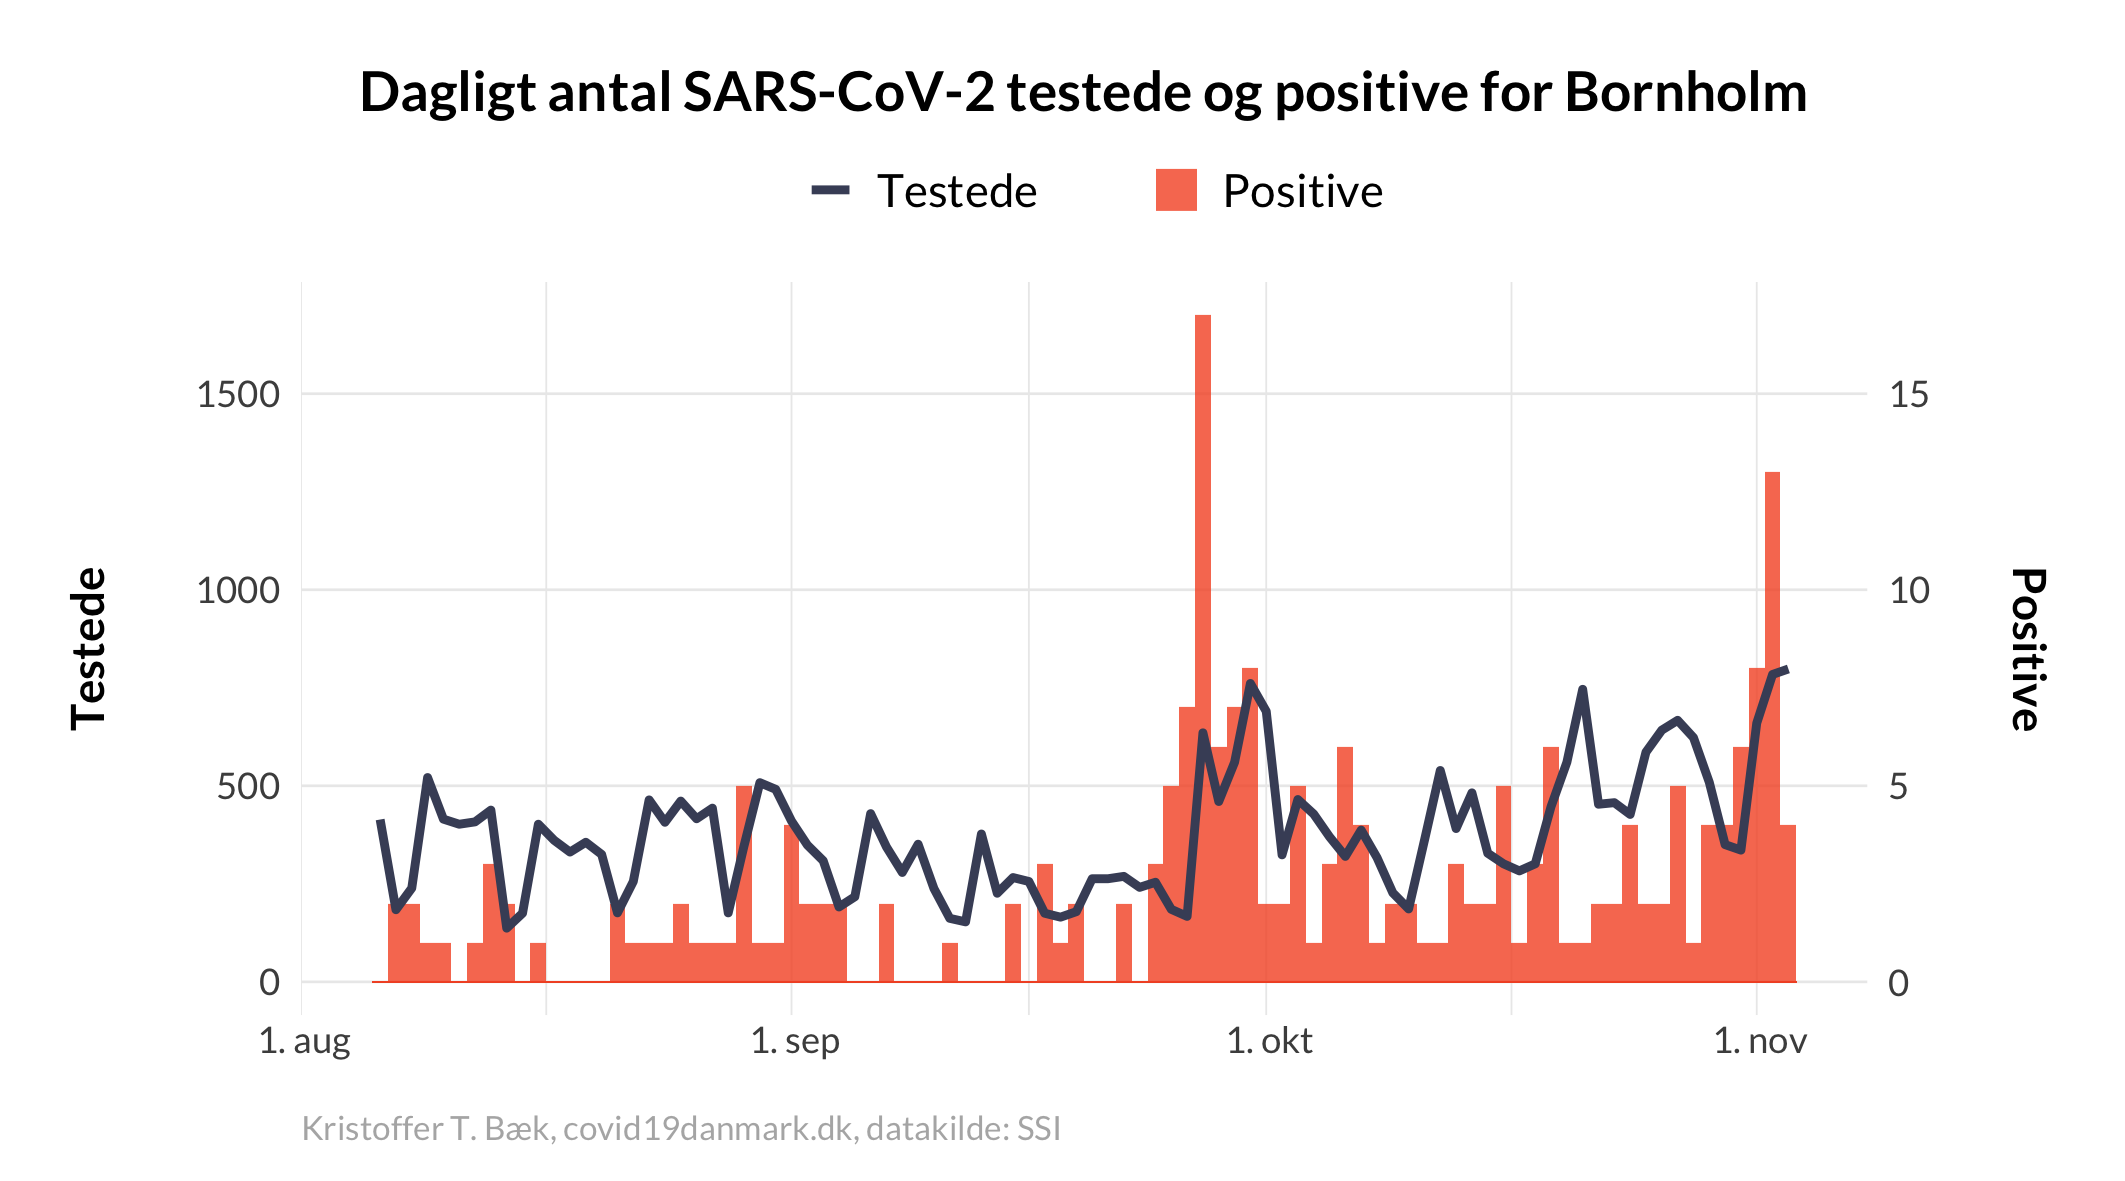 Dagligt antal SARS-CoV-2 testede og positive for Bornholm
Testede
Positive
1500
1000
500
0
15
10
5
0
Testede
Positive
1. aug
1. sep
1. okt
1. nov
Kristoffer T. Bæk, covid19danmark.dk, datakilde: SSI